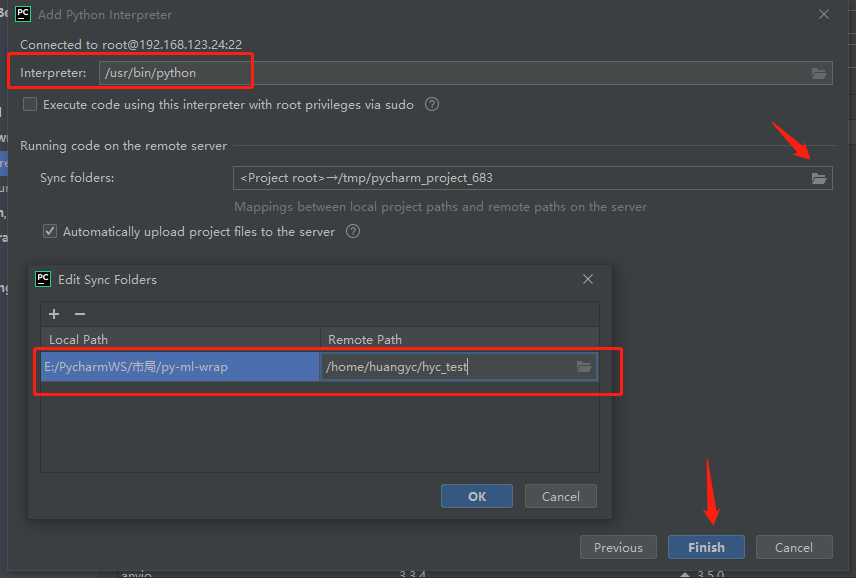 PC Add Python Interpreter
Connected to root@192.168.123.24:22
Interpreter: /usr/bin/python
Execute code using this interpreter with root privileges via sudo ?
Running code on the remote server
Sync folders: <Project root>→/tmp/pycharm_project_683
Mappings between local project paths and remote paths on the server
Automatically upload project files to the server ?
PC Edit Sync Folders
Local Path Remote Path
E:/PycharmWS/市局/py-ml-wrap /home/huangyc/hyc_test
OK Cancel
Previous Finish Cancel
anyio 3.3.4 3.5.0